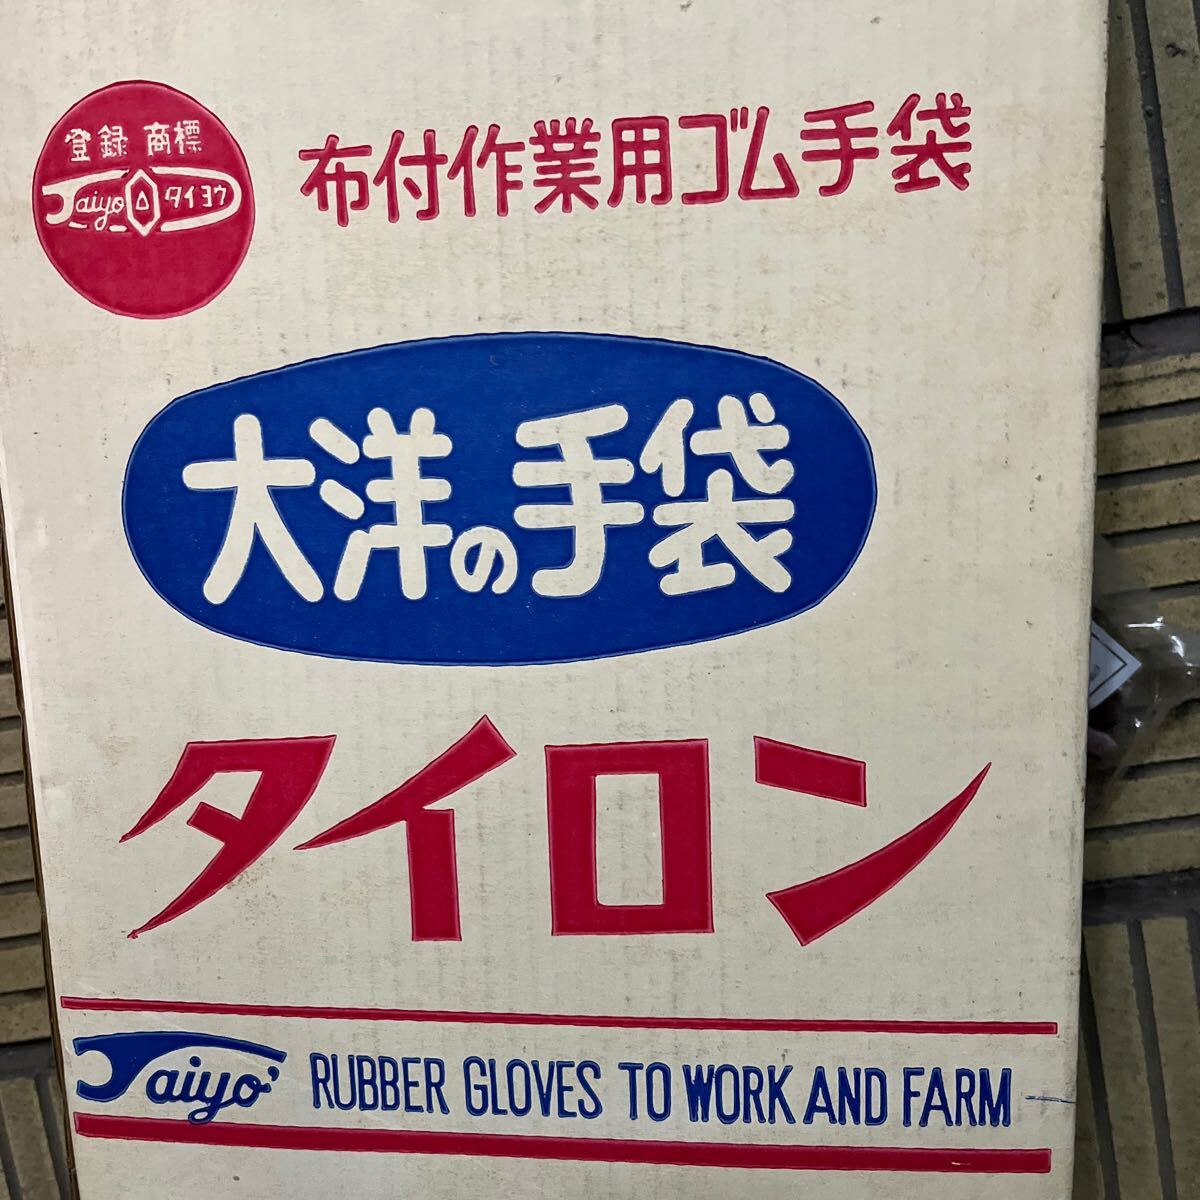 登録 商標
Taiyo タイヨウ
布付作業用ゴム手袋
大洋の手袋
タイロン
Taiyo RUBBER GLOVES TO WORK AND FARM